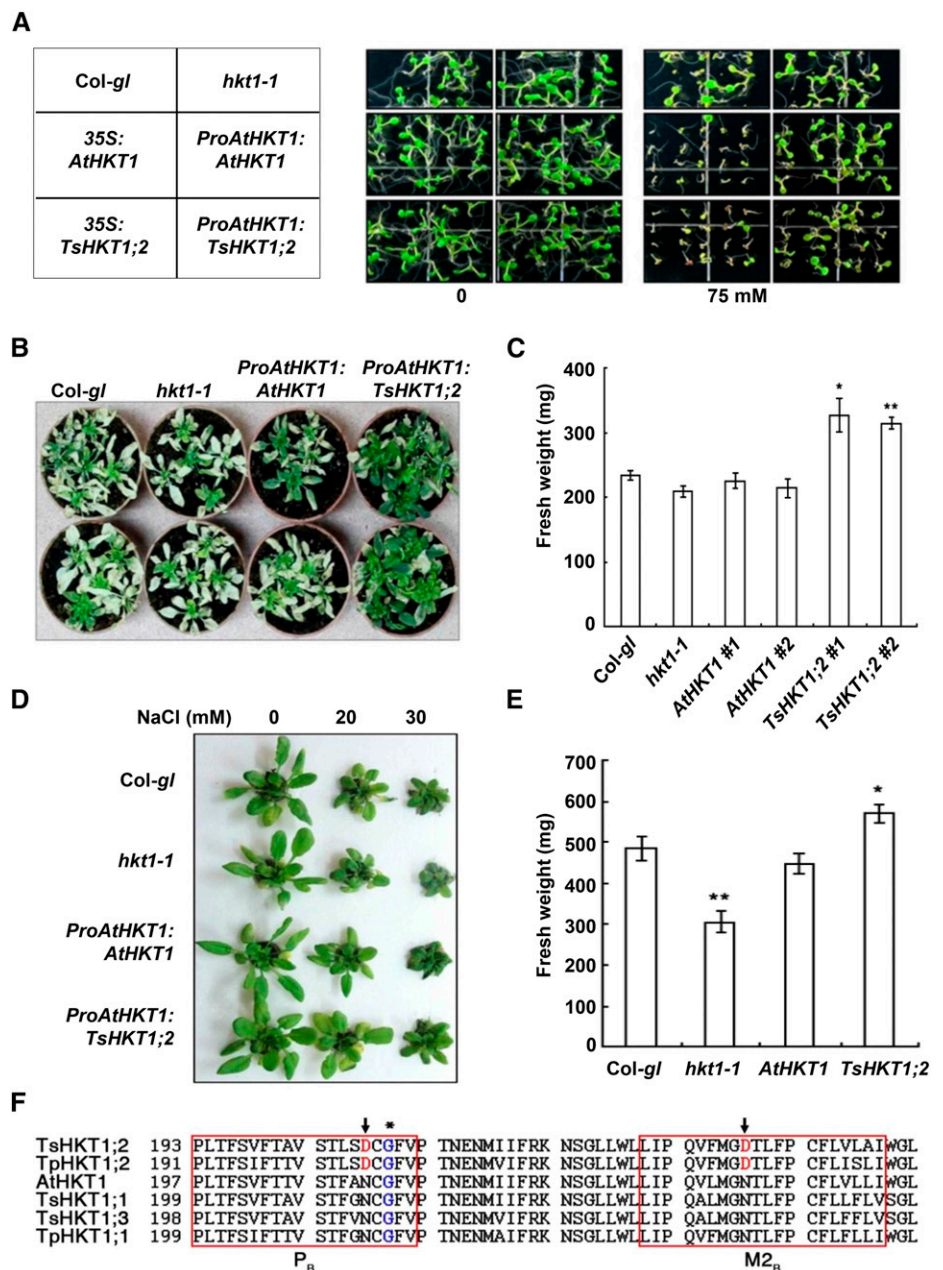 A
Col-gl hkt1-1
35S: ProAtHKT1:
AtHKT1 AtHKT1
35S: ProAtHKT1:
TsHKT1;2 TsHKT1;2
0 75 mM
B
Col-gl hkt1-1 ProAtHKT1: ProAtHKT1:
AtHKT1 TsHKT1;2
C
Fresh weight (mg)
400
300
200
100
0
Col-gl hkt1-1 AtHKT1 #1 AtHKT1 #2 TsHKT1;2 #1 TsHKT1;2 #2
* **
D
NaCl (mM) 0 20 30
Col-gl
hkt1-1
ProAtHKT1:
AtHKT1
ProAtHKT1:
TsHKT1;2
E
Fresh weight (mg)
700
600
500
400
300
200
100
0
** *
Col-gl hkt1-1 AtHKT1 TsHKT1;2
F
*
TsHKT1;2 193 PLTFSVFTAV STLSDCGFVP TNENMIIFRK NSGLLWLLIP QVFMGDTLFP CFLVLAIWGL
TpHKT1;2 191 PLTFSIFTTV STLSDCGFVP TNENMMVFRK NSGLLWLLIP QVFMGDTLFP CFLISLIWGL
AtHKT1 197 PLTFSVFTTV STFANCGFVP TNENMIIFRK NSGLLWLLIP QVFMGNTLFP CFLVLLIWGL
TsHKT1;1 199 PLTFSIFTAV STFGNCGFVP TNENMVIFRK NSGLLWLLIP QALMGNTLFP CFLLFLVSGL
TsHKT1;3 198 PLTFSVFTAV STFVNCGFVP TNENMVIFRK NSGLLWLLIP QALMGNTLFP CFLFFLVSGL
TpHKT1;1 199 PLTFSIFTTV STFGNCGFVP TNENMAIFRK NSGLLWLLIP QVLMGNTLFP CFLFLLIWGL
PB M2B